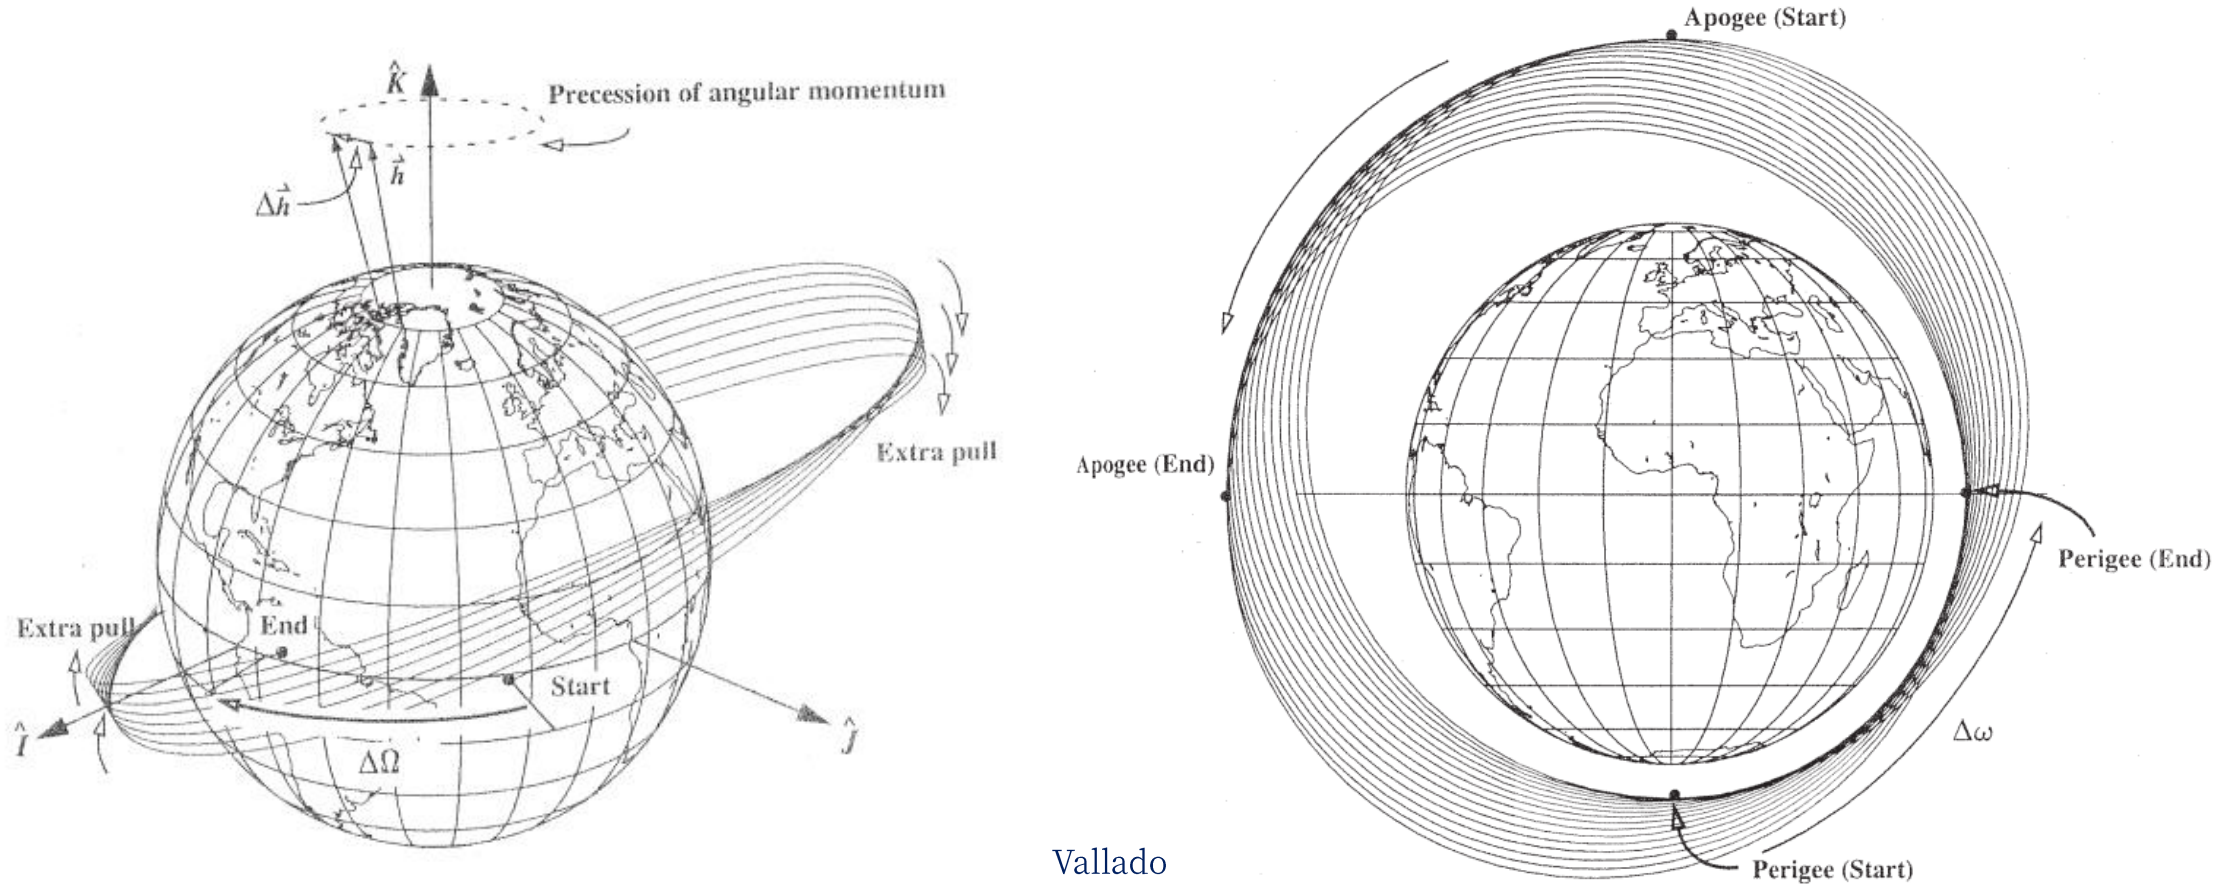 K̂
Precession of angular momentum
h⃗
Δh⃗
Extra pull
Extra pull
End
Start
Î
Ĵ
ΔΩ
Apogee (Start)
Apogee (End)
Perigee (End)
Δω
Perigee (Start)
Vallado